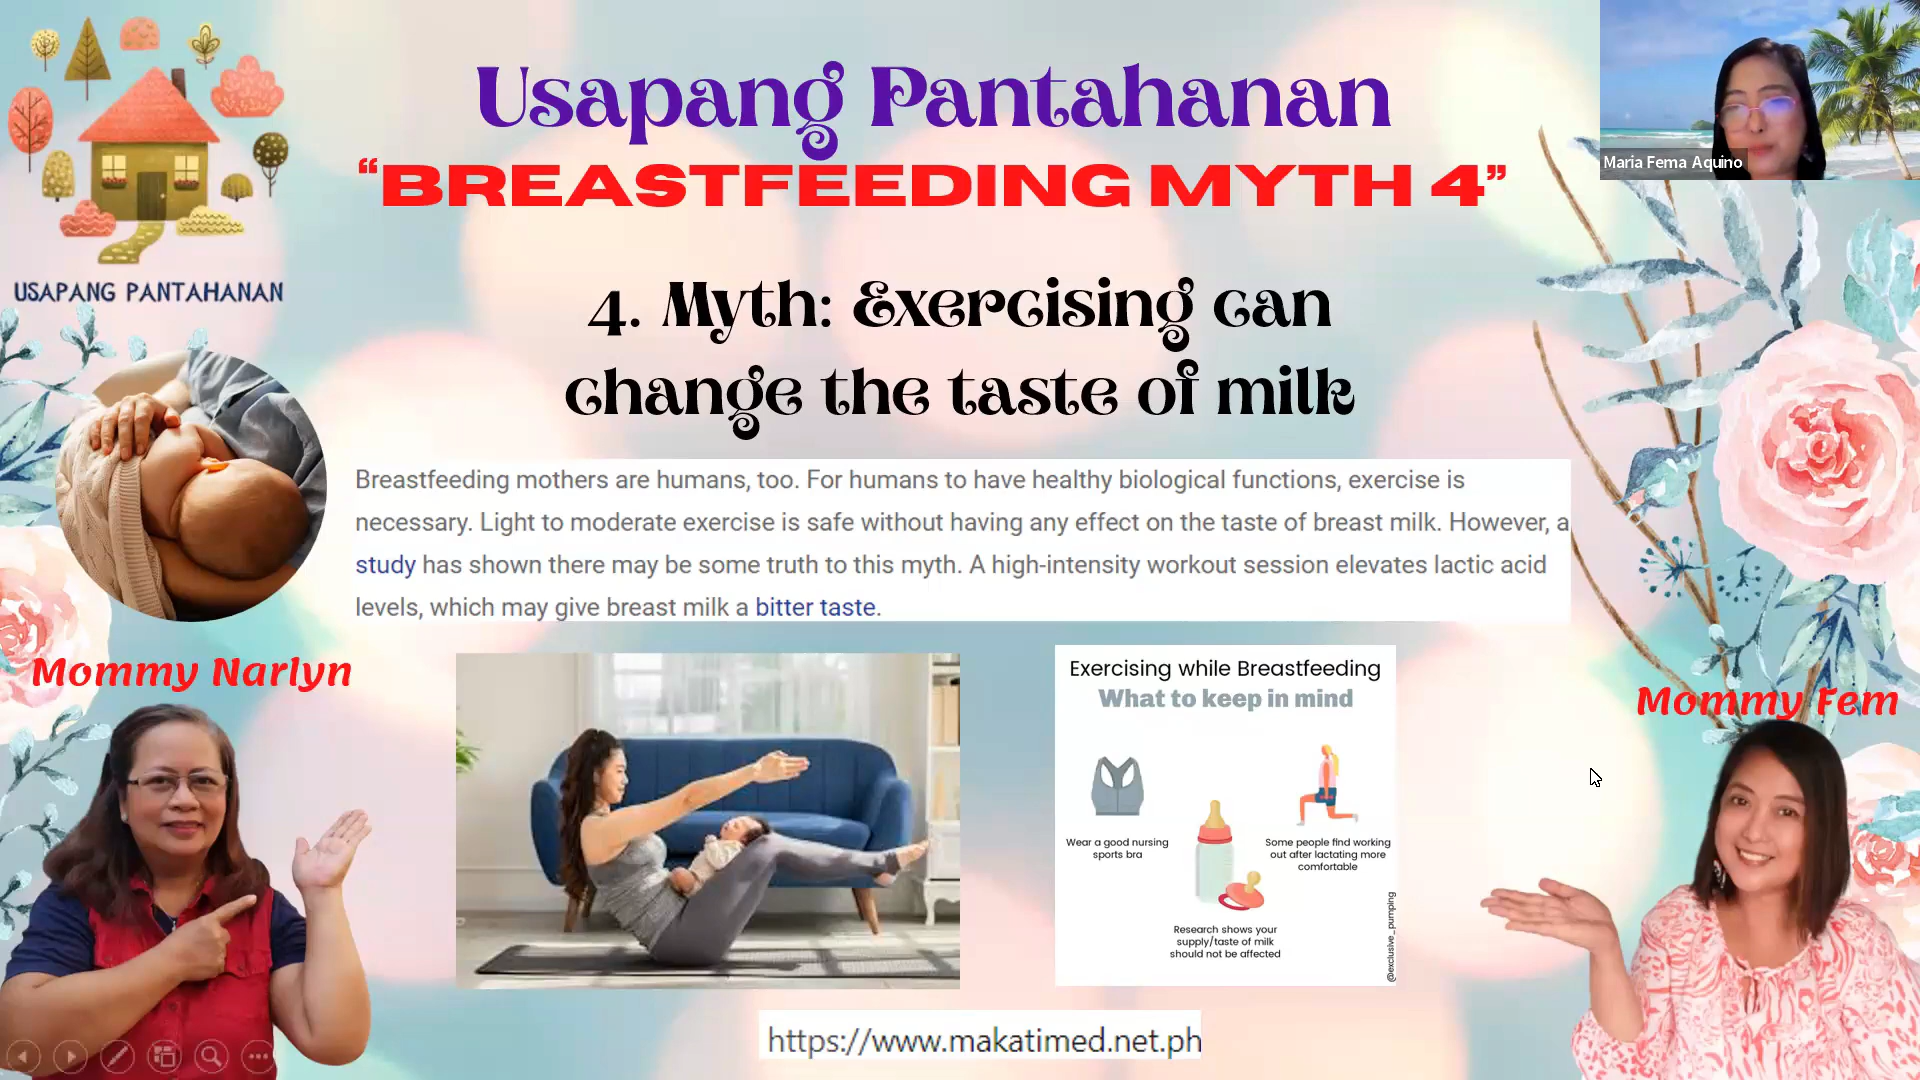 Usapang Pantahanan
“BREASTFEEDING MYTH 4”
Maria Fema Aquino
USAPANG PANTAHANAN
4. Myth: Exercising can
change the taste of milk
Breastfeeding mothers are humans, too. For humans to have healthy biological functions, exercise is
necessary. Light to moderate exercise is safe without having any effect on the taste of breast milk. However, a
study has shown there may be some truth to this myth. A high-intensity workout session elevates lactic acid
levels, which may give breast milk a bitter taste.
Mommy Narlyn
Mommy Fem
Exercising while Breastfeeding
What to keep in mind
Wear a good nursing
sports bra
Some people find working
out after lactating more
comfortable
Research shows your
supply/taste of milk
should not be affected
@exclusive_pumping
https://www.makatimed.net.ph